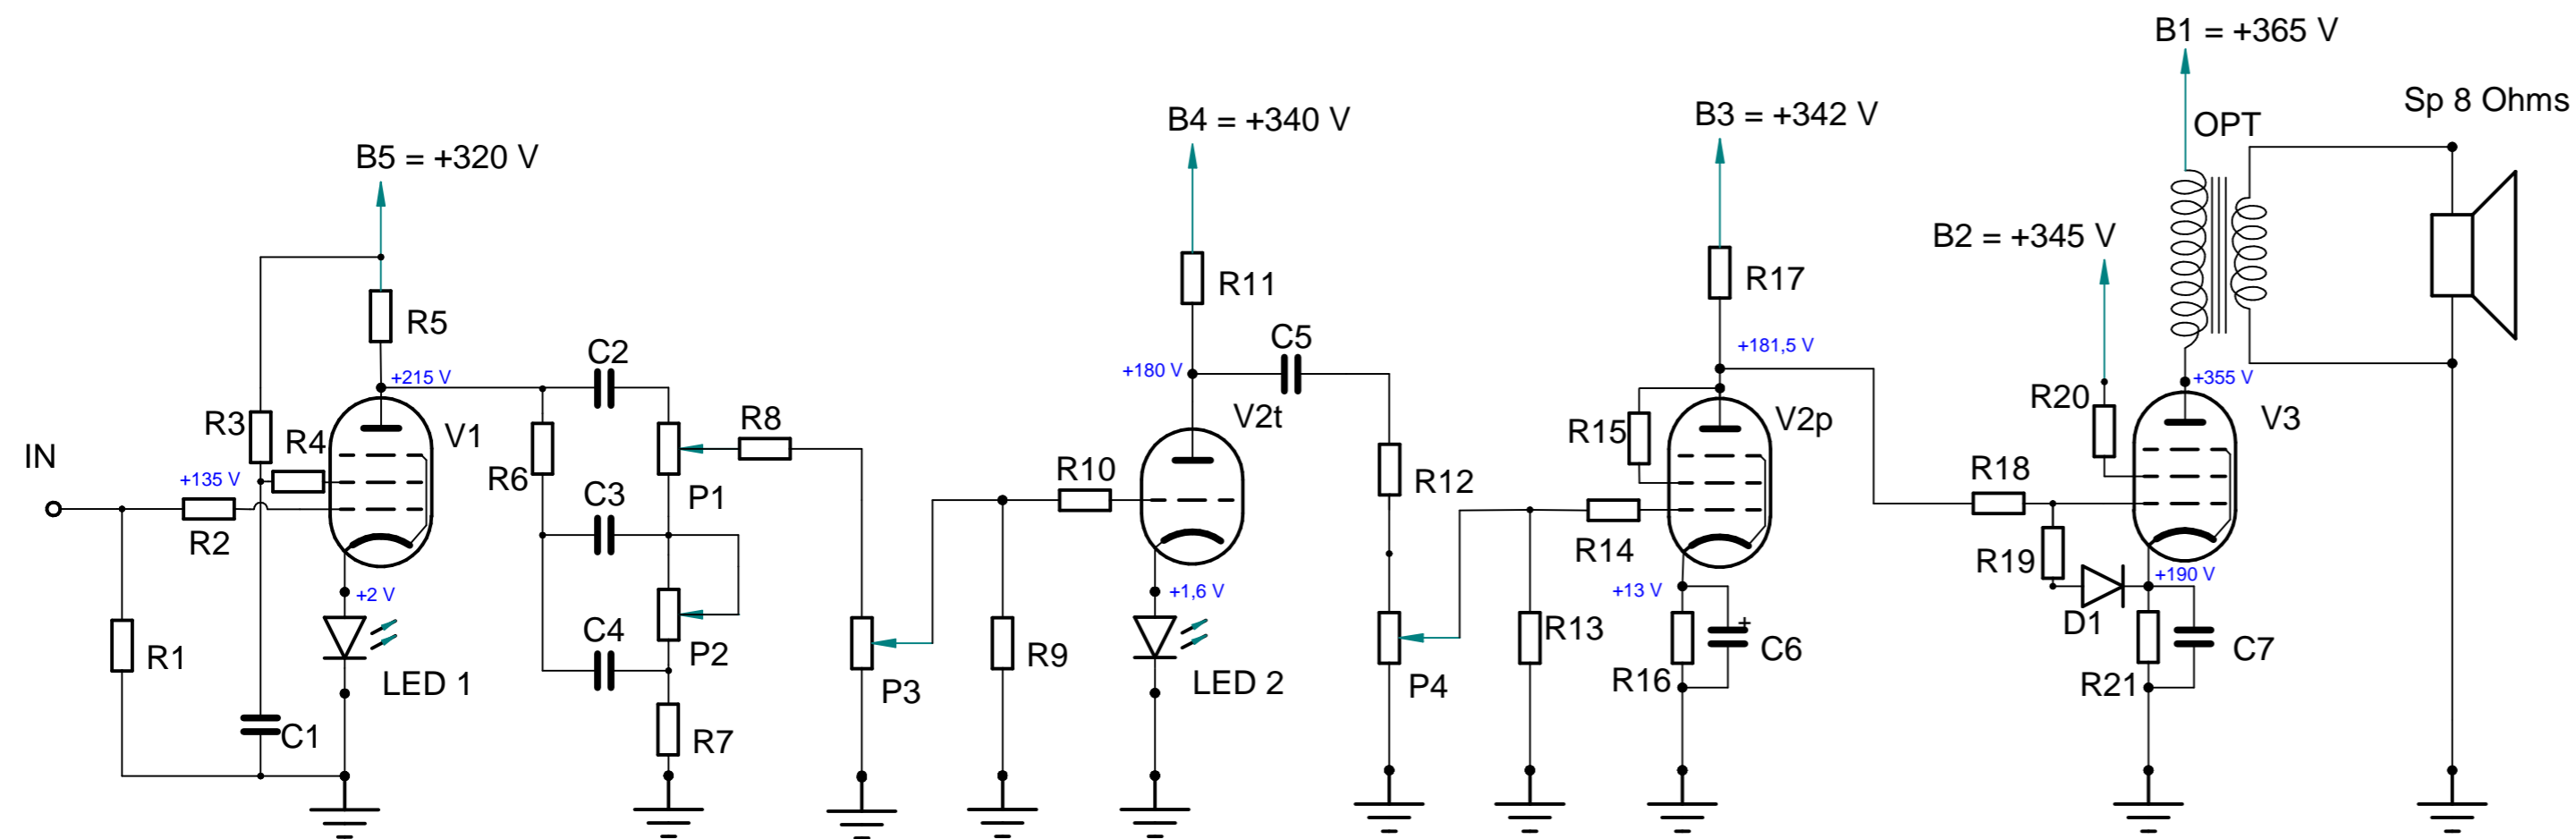 B1 = +365 V
Sp 8 Ohms
B4 = +340 V
B3 = +342 V
OPT
B5 = +320 V
B2 = +345 V
R11
R17
R5
C5
+181,5 V
C2
+215 V
+180 V
+355 V
R20
R3
R4
V1
R8
V2t
R15
V2p
V3
IN
+135 V
R6
P1
R10
R12
R18
C3
R2
R14
R19
+2 V
+1,6 V
+13 V
+190 V
C4
D1
R1
P2
R9
R13
C6
C7
LED 1
P3
LED 2
P4
R16
R21
C1
R7